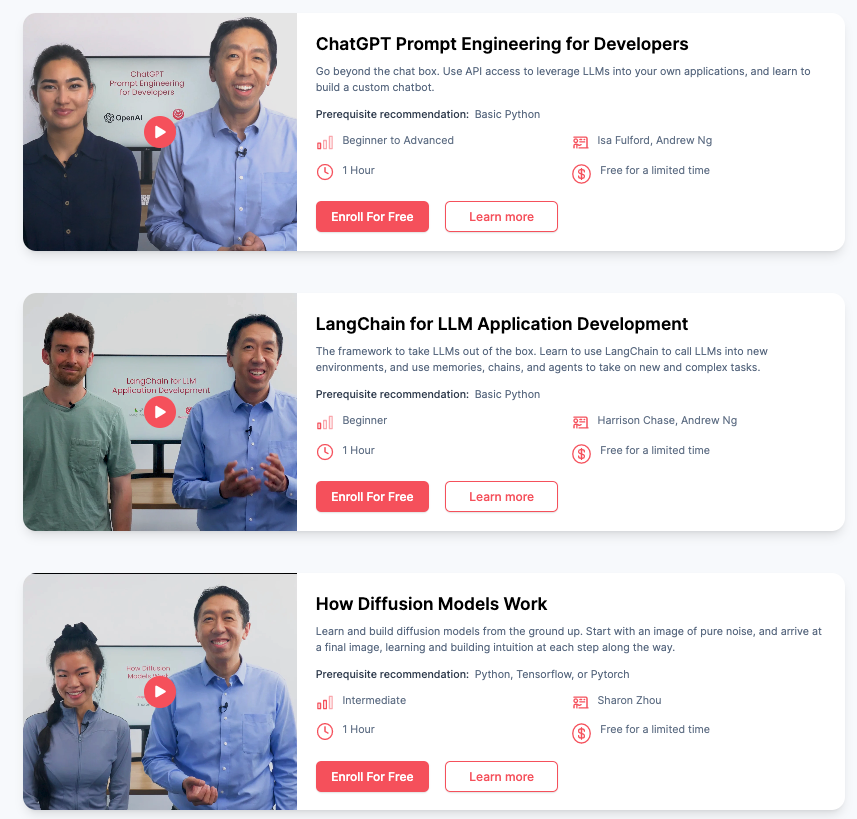 ChatGPT
Prompt Engineering
for Developers
OpenAI
ChatGPT Prompt Engineering for Developers
Go beyond the chat box. Use API access to leverage LLMs into your own applications, and learn to
build a custom chatbot.
Prerequisite recommendation: Basic Python
Beginner to Advanced
Isa Fulford, Andrew Ng
1 Hour
Free for a limited time
Enroll For Free
Learn more
LangChain for LLM
Application Development
LangChain for LLM Application Development
The framework to take LLMs out of the box. Learn to use LangChain to call LLMs into new
environments, and use memories, chains, and agents to take on new and complex tasks.
Prerequisite recommendation: Basic Python
Beginner
Harrison Chase, Andrew Ng
1 Hour
Free for a limited time
Enroll For Free
Learn more
How Diffusion
Models Work
How Diffusion Models Work
Learn and build diffusion models from the ground up. Start with an image of pure noise, and arrive at
a final image, learning and building intuition at each step along the way.
Prerequisite recommendation: Python, Tensorflow, or Pytorch
Intermediate
Sharon Zhou
1 Hour
Free for a limited time
Enroll For Free
Learn more